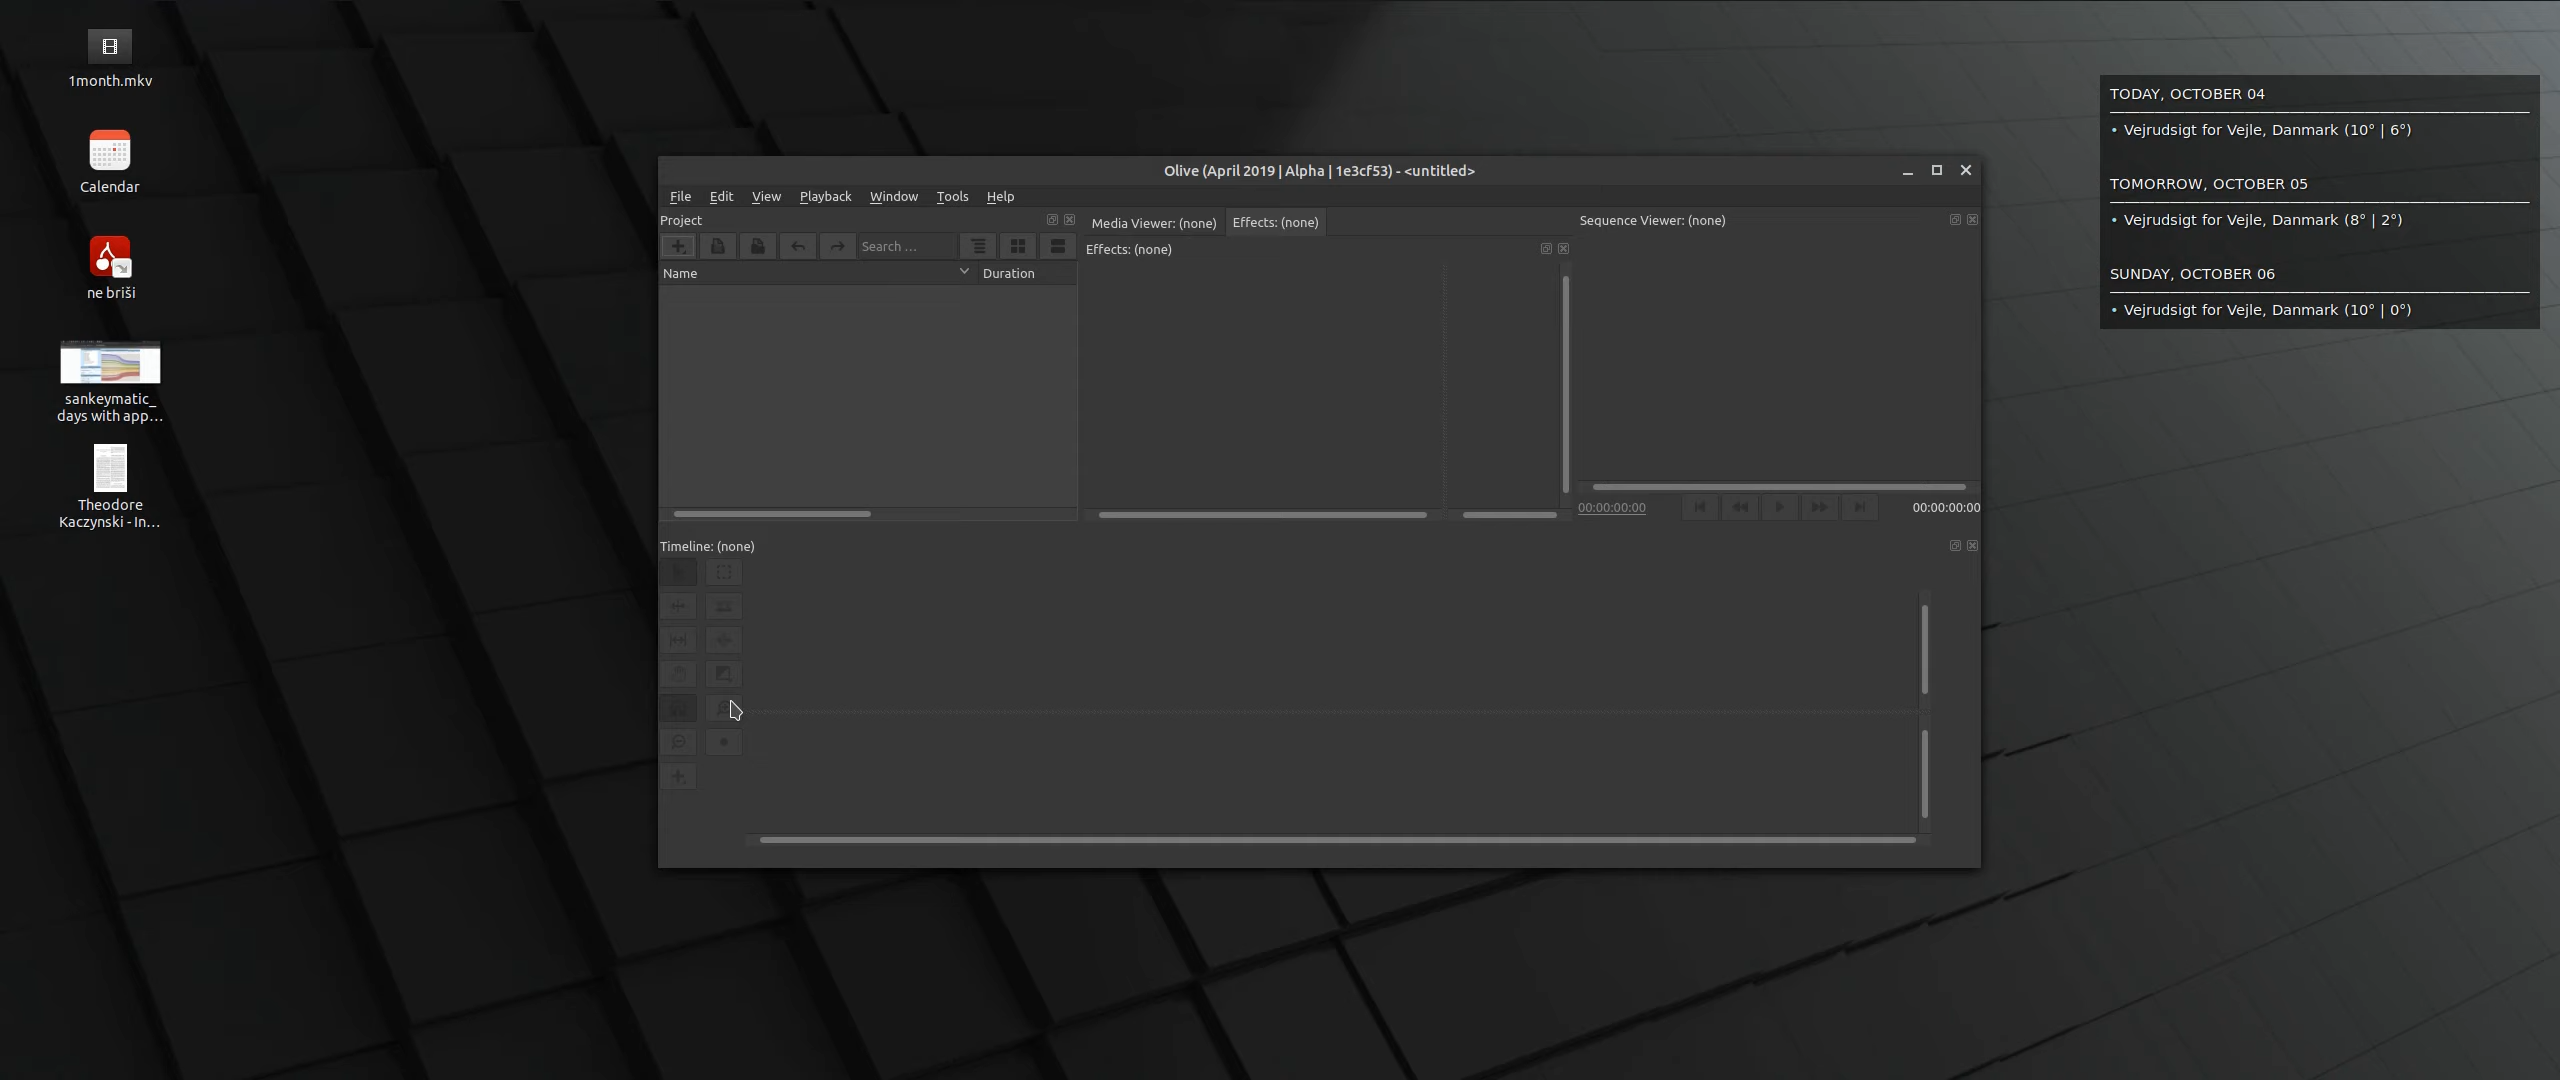 1month.mkv
Calendar
ne briši
sankeymatic_
days with app...
Theodore
Kaczynski - In...
Olive (April 2019 | Alpha | 1e3cf53) - <untitled>
File Edit View Playback Window Tools Help
Project
Search ...
Name Duration
Media Viewer: (none) Effects: (none)
Effects: (none)
Sequence Viewer: (none)
00:00:00:00 00:00:00:00
Timeline: (none)
TODAY, OCTOBER 04
• Vejrudsigt for Vejle, Danmark (10° | 6°)
TOMORROW, OCTOBER 05
• Vejrudsigt for Vejle, Danmark (8° | 2°)
SUNDAY, OCTOBER 06
• Vejrudsigt for Vejle, Danmark (10° | 0°)